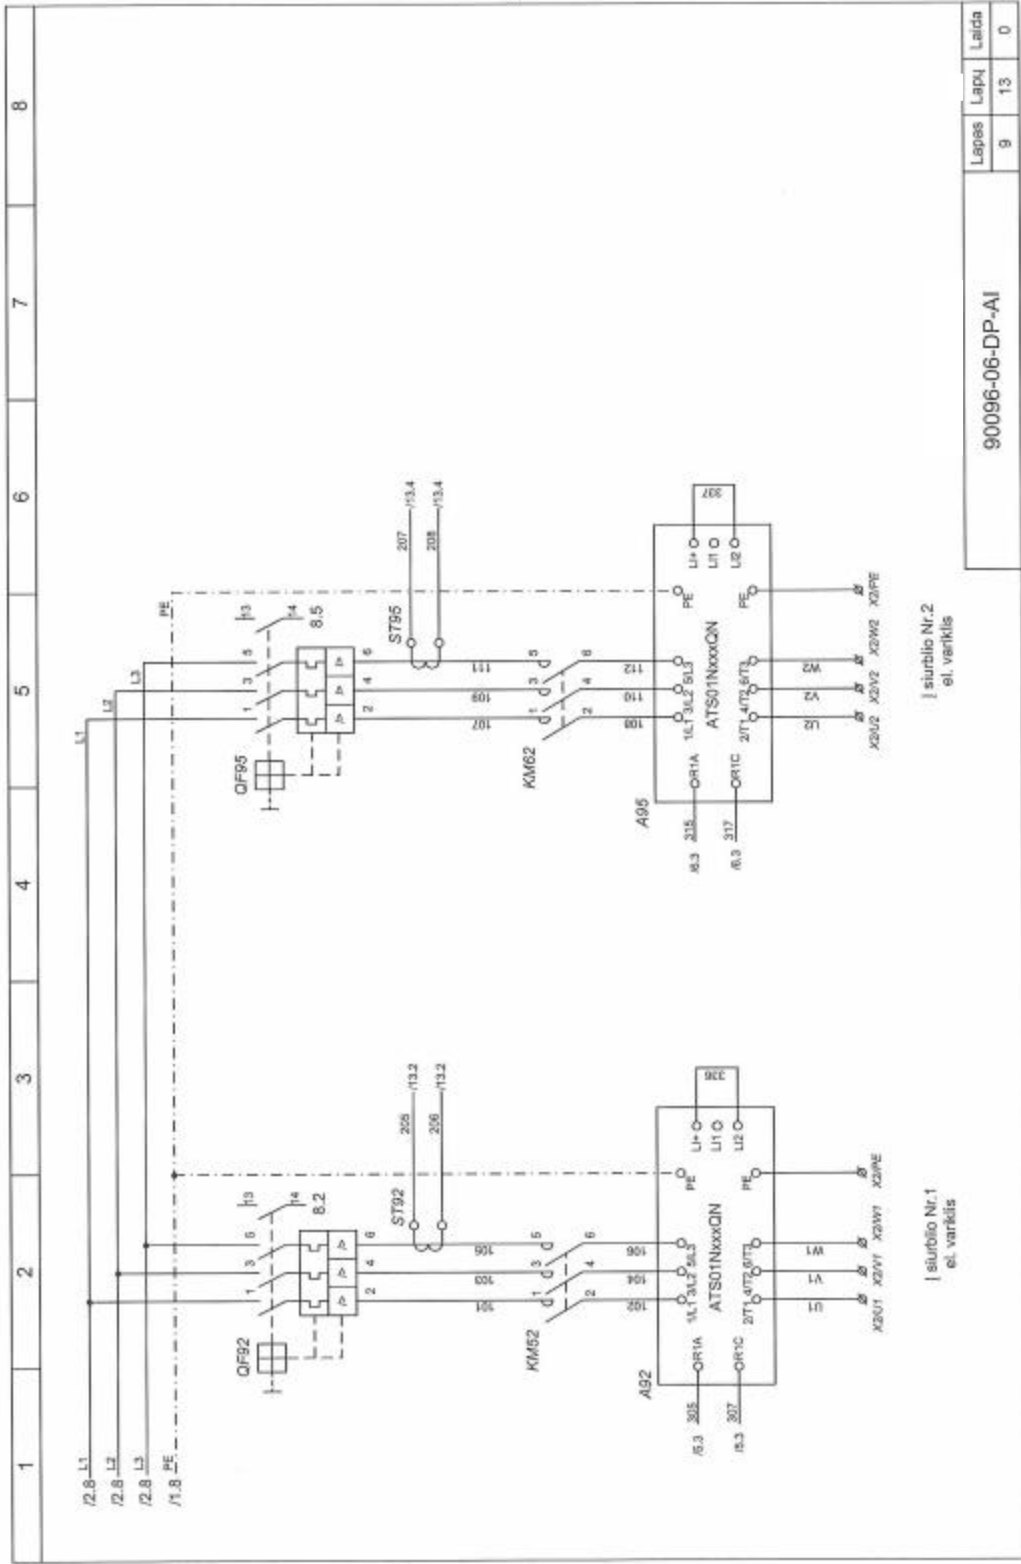 1 2 3 4 5 6 7 8
/2.8 L1 L1
/2.8 L2 L2
/2.8 L3 L3
/1.8 PE PE
QF92 1 3 5 13
14
8.2
2 4 6
ST92
205 /13.2
206 /13.2
101 103 105
KM52 1 3 5
2 4 6
102 104 106
A92
1/L1 3/L2 5/L3 PE
/5.3 305 R1A
/5.3 307 R1C
ATS01NxxxQN
LI+
LI1
LI2
336
2/T1 4/T2 6/T3 PE
U1 V1 W1
X2/U1 X2/V1 X2/W1 X2/PE
Į siurblio Nr.1
el. variklis
QF95 1 3 5 13
14
8.5
2 4 6
ST95
207 /13.4
208 /13.4
107 109 111
KM62 1 3 5
2 4 6
108 110 112
A95
1/L1 3/L2 5/L3 PE
/6.3 315 R1A
/6.3 317 R1C
ATS01NxxxQN
LI+
LI1
LI2
337
2/T1 4/T2 6/T3 PE
U2 V2 W2
X2/U2 X2/V2 X2/W2 X2/PE
Į siurblio Nr.2
el. variklis
90096-06-DP-AI
Lapas Lapų Laida
9 13 0